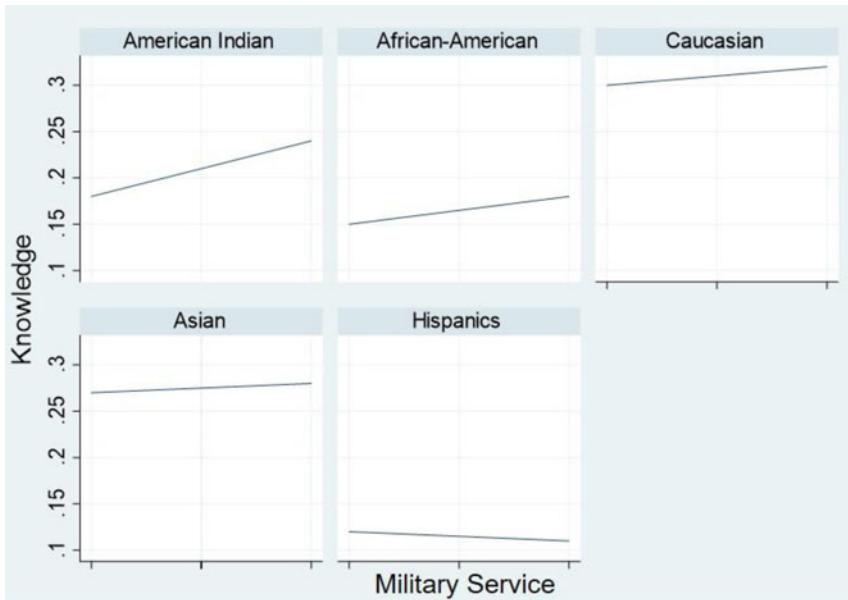 American Indian
African-American
Caucasian
.3
.25
.2
.15
.1
Knowledge
Asian
Hispanics
.3
.25
.2
.15
.1
Military Service